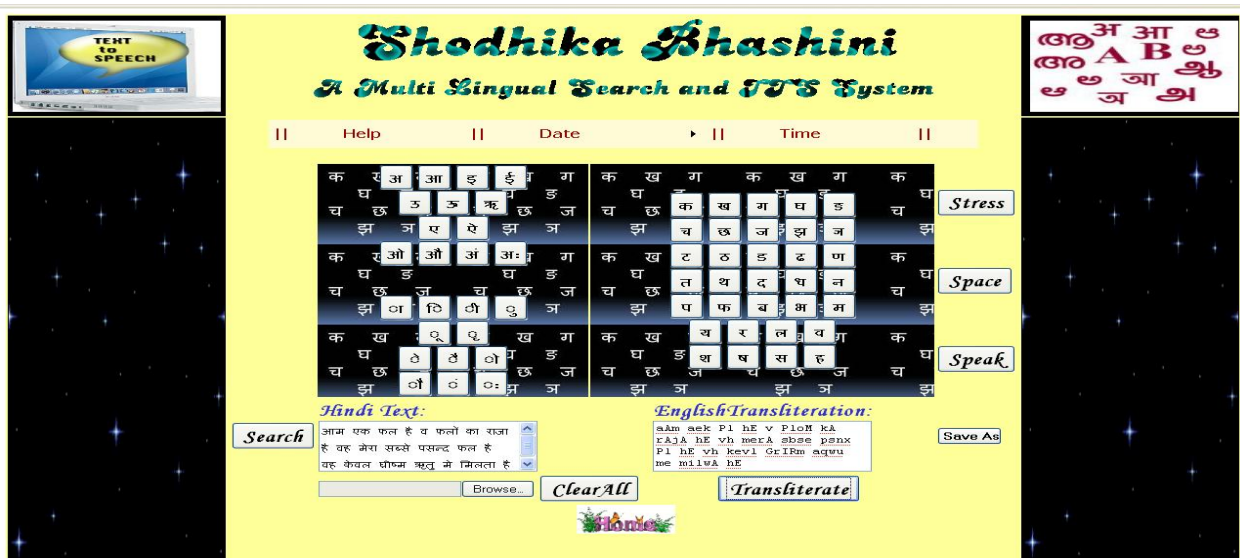 TEXT
to
SPEECH
Shodhika Bhashini
A Multi Lingual Search and TTS System
അ अ आ ෴
|| Help || Date || Time ||
अ आ इ ई
उ ऊ ऋ
ए ऐ
ओ औ अं अः
ा ि ी ु
ू ृ
े ै ो
ौ ं ः
क ख ग घ ङ
च छ ज झ ञ
ट ठ ड ढ ण
त थ द ध न
प फ ब भ म
य र ल व
श ष स ह
Stress
Space
Speak
Hindi Text:
आम एक फल है व फलों का राजा
है वह मेरा सब्से पसन्द फल है
वह केवल ग्रीष्म ऋतु मे मिलता है
EnglishTransliteration:
aAm aek Pl hE v PloM kA
rAjA hE vh merA sbse psnx
Pl hE vh kevl GrIRm aqwu
me milwA hE
Search
Save As
Browse...
ClearAll
Transliterate
Home